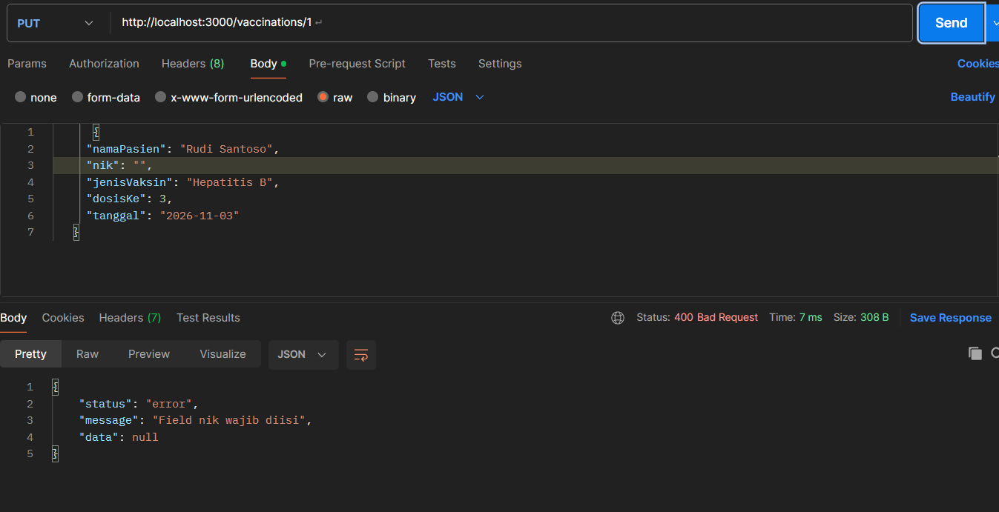 PUT http://localhost:3000/vaccinations/1 ↵ Send
Params Authorization Headers (8) Body Pre-request Script Tests Settings Cookies
none form-data x-www-form-urlencoded raw binary JSON Beautify
1 {
2 "namaPasien": "Rudi Santoso",
3 "nik": "",
4 "jenisVaksin": "Hepatitis B",
5 "dosisKe": 3,
6 "tanggal": "2026-11-03"
7 }
Body Cookies Headers (7) Test Results Status: 400 Bad Request Time: 7 ms Size: 308 B Save Response
Pretty Raw Preview Visualize JSON
1 {
2 "status": "error",
3 "message": "Field nik wajib diisi",
4 "data": null
5 }